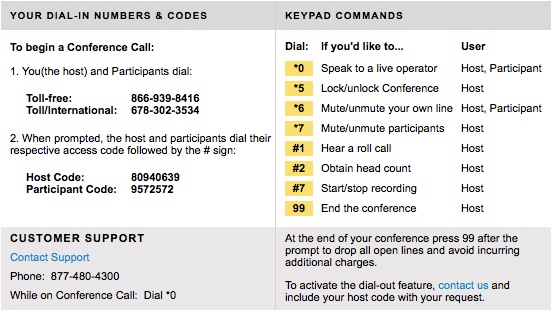 YOUR DIAL-IN NUMBERS & CODES
To begin a Conference Call:
1. You(the host) and Participants dial:
Toll-free: 866-939-8416
Toll/International: 678-302-3534
2. When prompted, the host and participants dial their
respective access code followed by the # sign:
Host Code: 80940639
Participant Code: 9572572
KEYPAD COMMANDS
Dial: If you'd like to... User
*0 Speak to a live operator Host, Participant
*5 Lock/unlock Conference Host
*6 Mute/unmute your own line Host, Participant
*7 Mute/unmute participants Host
#1 Hear a roll call Host
#2 Obtain head count Host
#7 Start/stop recording Host
99 End the conference Host
CUSTOMER SUPPORT
Contact Support
Phone: 877-480-4300
While on Conference Call: Dial *0
At the end of your conference press 99 after the
prompt to drop all open lines and avoid incurring
additional charges.
To activate the dial-out feature, contact us and
include your host code with your request.